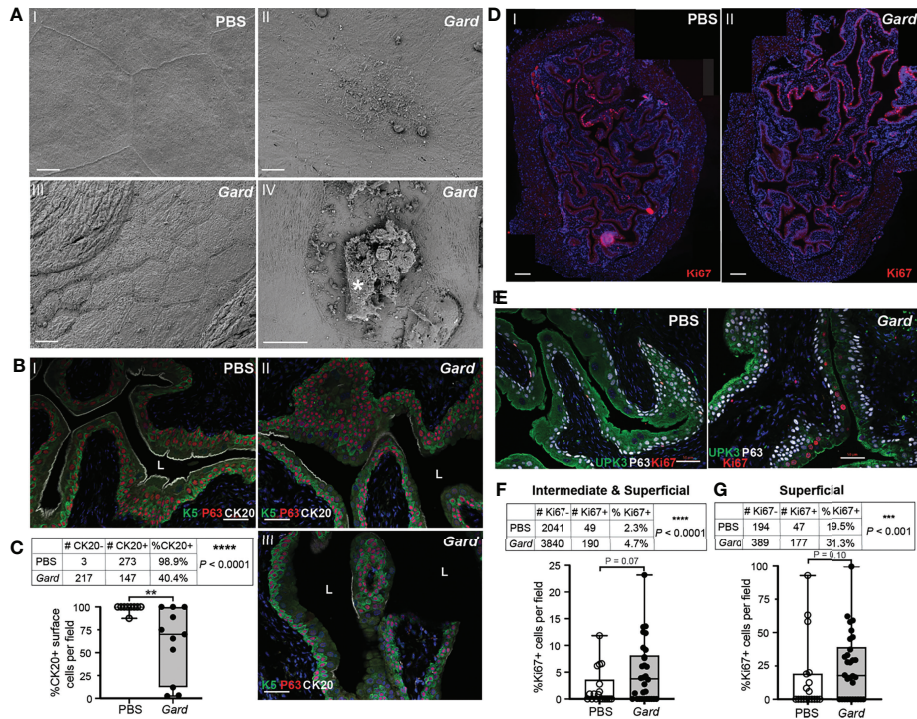 A
I
PBS
II
Gard
III
Gard
IV
Gard
*
B
I
PBS
L
K5 P63 CK20
II
Gard
L
K5 P63 CK20
III
Gard
L
L
K5 P63 CK20
C
# CK20- # CK20+ %CK20+ ****
PBS 3 273 98.9% P < 0.0001
Gard 217 147 40.4%
**
%CK20+ surface
cells per field
100
75
50
25
0
PBS Gard
D
I
PBS
Ki67
II
Gard
Ki67
E
PBS
UPK3 P63 Ki67
Gard
UPK3 P63
Ki67
F
Intermediate & Superficial
# Ki67- # Ki67+ % Ki67+ ****
PBS 2041 49 2.3% P < 0.0001
Gard 3840 190 4.7%
P = 0.07
%Ki67+ cells per field
25
20
15
10
5
0
PBS Gard
G
Superficial
# Ki67- # Ki67+ % Ki67+ ***
PBS 194 47 19.5% P < 0.001
Gard 389 177 31.3%
P = 0.10
%Ki67+ cells per field
100
75
50
25
0
PBS Gard